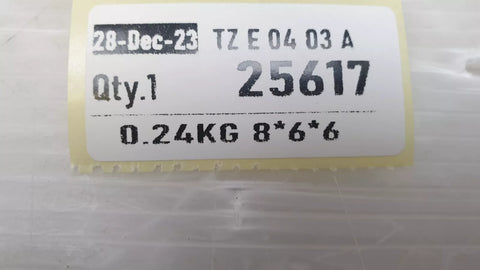 28-Dec-23 TZ E 04 03 A
Qty.1 25617
0.24KG 8*6*6